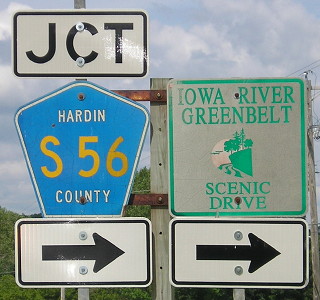 JCT
HARDIN
S 56
COUNTY
IOWA RIVER
GREENBELT
SCENIC
DRIVE